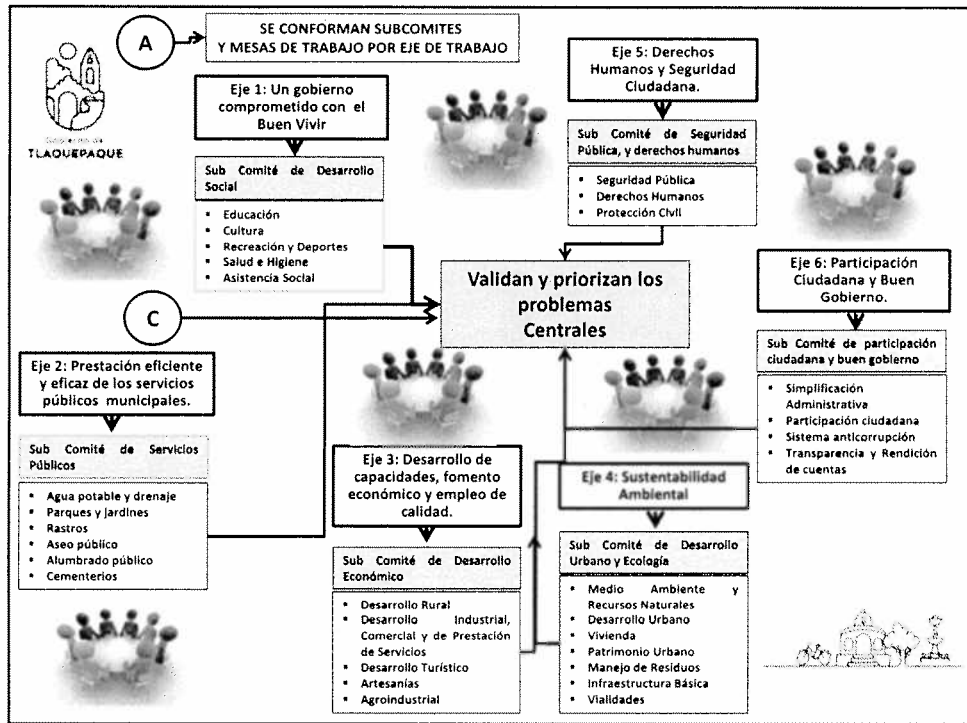 A
SE CONFORMAN SUBCOMITES
Y MESAS DE TRABAJO POR EJE DE TRABAJO
Gobierno de
TLAQUEPAQUE
Eje 1: Un gobierno
comprometido con el
Buen Vivir
Sub Comité de Desarrollo
Social
▪ Educación
▪ Cultura
▪ Recreación y Deportes
▪ Salud e Higiene
▪ Asistencia Social
Eje 5: Derechos
Humanos y Seguridad
Ciudadana.
Sub Comité de Seguridad
Pública, y derechos humanos
▪ Seguridad Pública
▪ Derechos Humanos
▪ Protección Civil
Validan y priorizan los
problemas
Centrales
C
Eje 6: Participación
Ciudadana y Buen
Gobierno.
Sub Comité de participación
ciudadana y buen gobierno
▪ Simplificación
Administrativa
▪ Participación ciudadana
▪ Sistema anticorrupción
▪ Transparencia y Rendición
de cuentas
Eje 2: Prestación eficiente
y eficaz de los servicios
públicos municipales.
Sub Comité de Servicios
Públicos
▪ Agua potable y drenaje
▪ Parques y jardines
▪ Rastros
▪ Aseo público
▪ Alumbrado público
▪ Cementerios
Eje 3: Desarrollo de
capacidades, fomento
económico y empleo de
calidad.
Sub Comité de Desarrollo
Económico
▪ Desarrollo Rural
▪ Desarrollo Industrial,
Comercial y de Prestación
de Servicios
▪ Desarrollo Turístico
▪ Artesanías
▪ Agroindustrial
Eje 4: Sustentabilidad
Ambiental
Sub Comité de Desarrollo
Urbano y Ecología
▪ Medio Ambiente y
Recursos Naturales
▪ Desarrollo Urbano
▪ Vivienda
▪ Patrimonio Urbano
▪ Manejo de Residuos
▪ Infraestructura Básica
▪ Vialidades